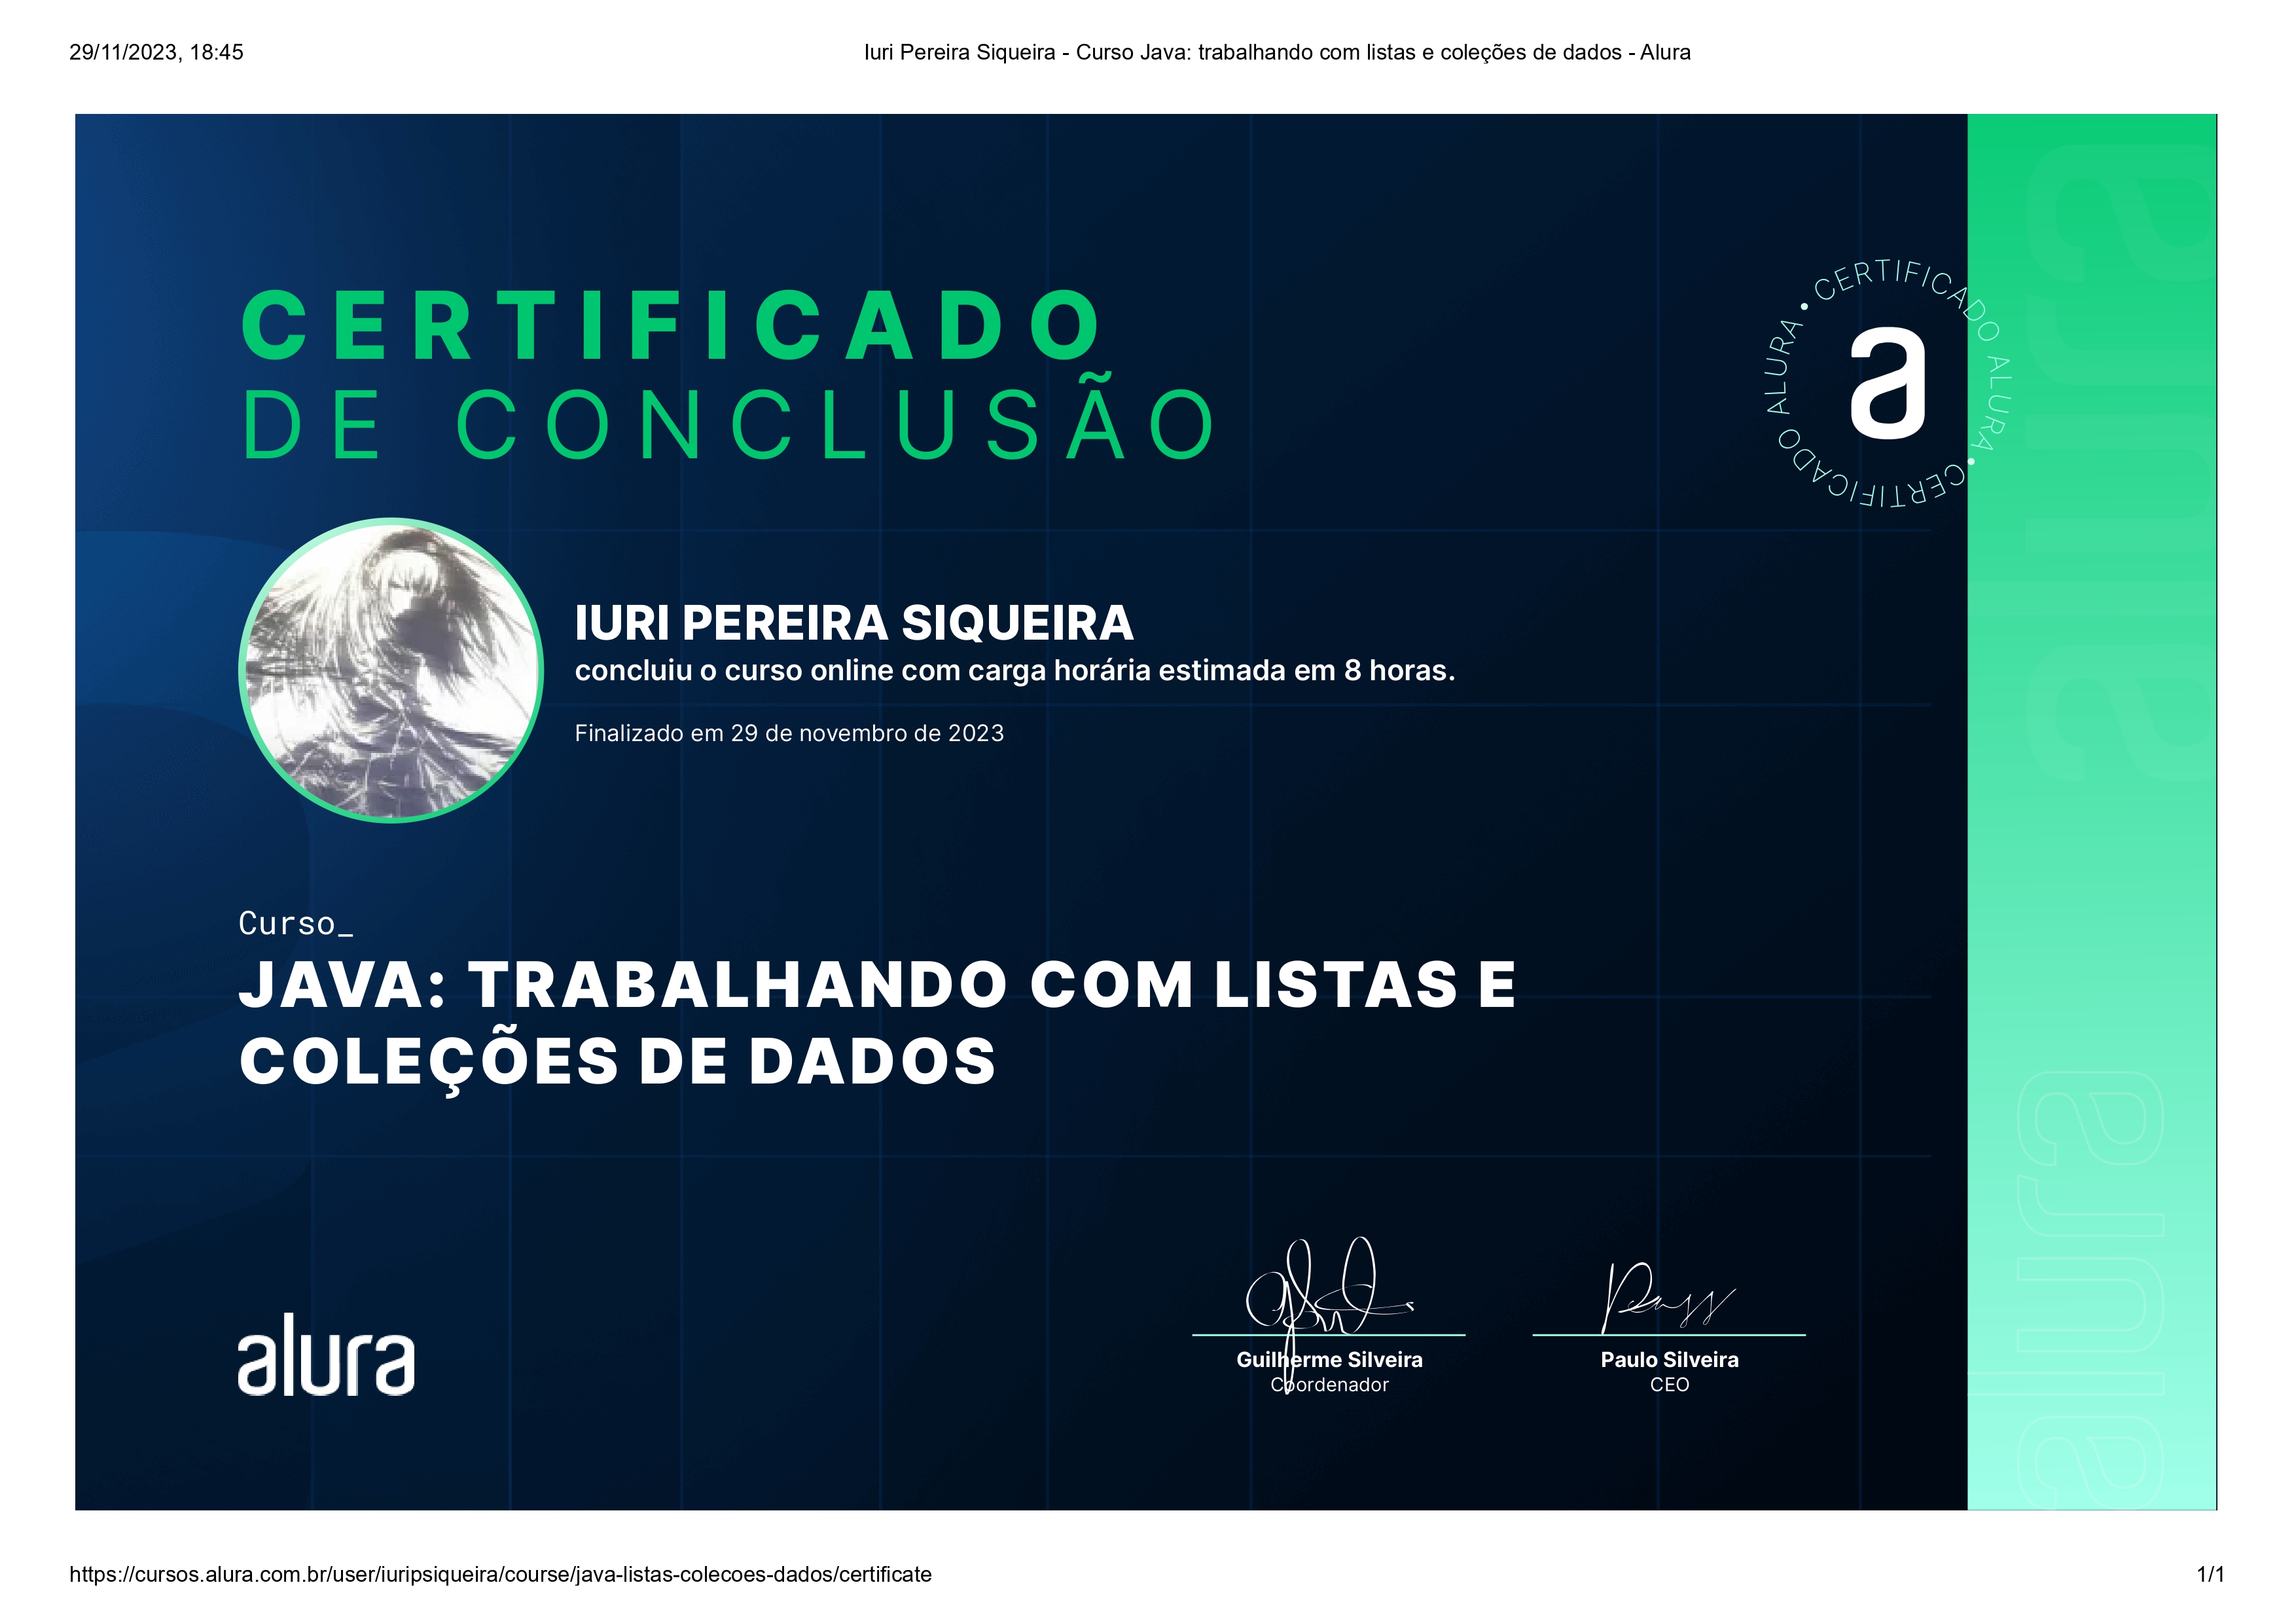 29/11/2023, 18:45
Iuri Pereira Siqueira - Curso Java: trabalhando com listas e coleções de dados - Alura
CERTIFICADO
DE CONCLUSÃO
• CERTIFICADO ALURA • CERTIFICADO ALURA
a
IURI PEREIRA SIQUEIRA
concluiu o curso online com carga horária estimada em 8 horas.
Finalizado em 29 de novembro de 2023
Curso_
JAVA: TRABALHANDO COM LISTAS E
COLEÇÕES DE DADOS
alura
Guilherme Silveira
Coordenador
Paulo Silveira
CEO
alura
alura
https://cursos.alura.com.br/user/iuripsiqueira/course/java-listas-colecoes-dados/certificate
1/1